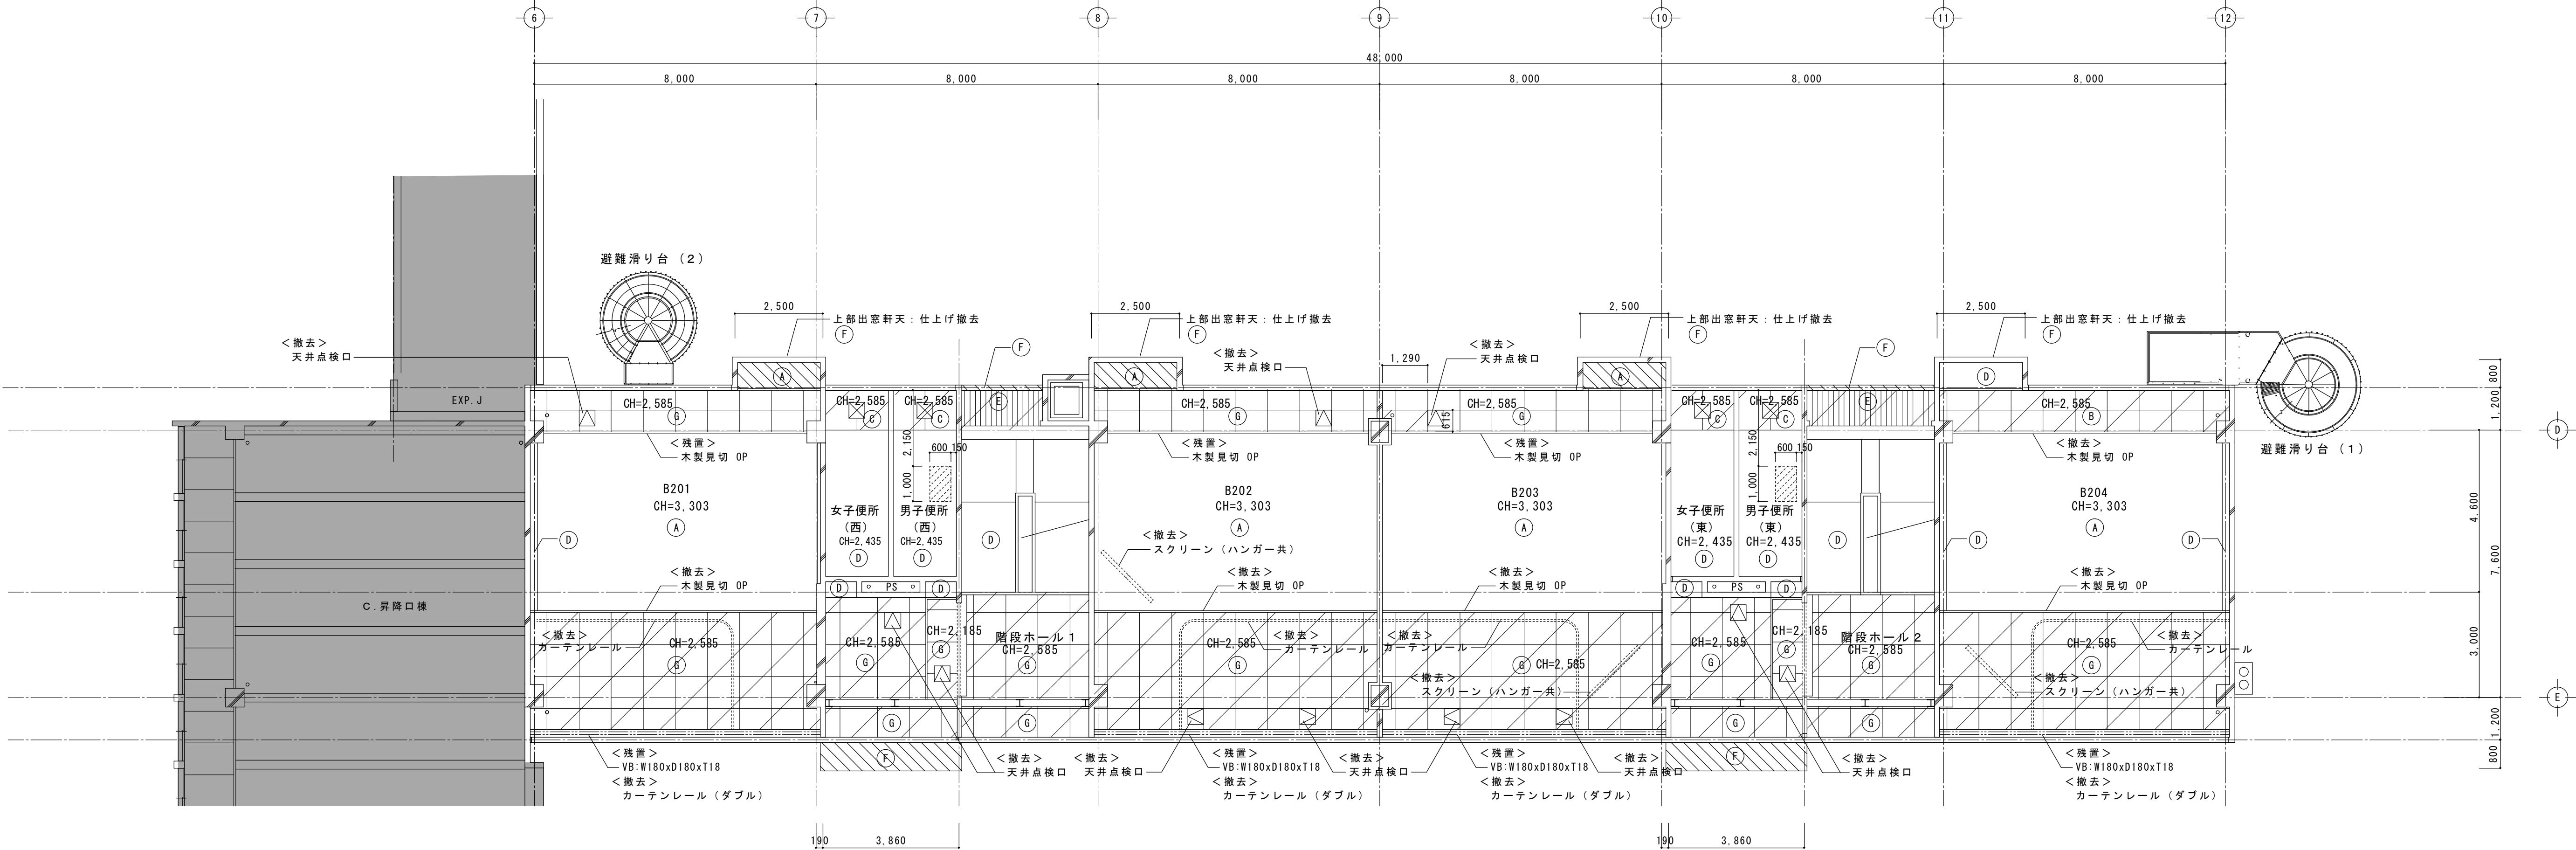 6
7
8
9
10
11
12
48,000
8,000
8,000
8,000
8,000
8,000
8,000
避難滑り台（2）
2,500
2,500
2,500
2,500
上部出窓軒天：仕上げ撤去
F
上部出窓軒天：仕上げ撤去
F
上部出窓軒天：仕上げ撤去
F
上部出窓軒天：仕上げ撤去
F
＜撤去＞
天井点検口
F
＜撤去＞
天井点検口
1,290
＜撤去＞
天井点検口
F
A
A
A
D
800
1,200
EXP.J
CH=2,585
G
CH=2,585
C
CH=2,585
C
E
CH=2,585
G
CH=2,585
G
615
CH=2,585
C
CH=2,585
C
E
CH=2,585
B
D
避難滑り台（1）
＜残置＞
木製見切 OP
2,150
600
150
1,000
＜残置＞
木製見切 OP
＜残置＞
木製見切 OP
2,150
600
150
1,000
＜撤去＞
木製見切 OP
B201
CH=3,303
A
女子便所
（西）
CH=2,435
D
男子便所
（西）
CH=2,435
D
B202
CH=3,303
A
B203
CH=3,303
A
女子便所
（東）
CH=2,435
D
男子便所
（東）
CH=2,435
D
B204
CH=3,303
A
4,600
7,600
D
D
D
D
D
＜撤去＞
スクリーン（ハンガー共）
＜撤去＞
木製見切 OP
D
PS
D
＜撤去＞
木製見切 OP
＜撤去＞
木製見切 OP
D
PS
D
＜撤去＞
木製見切 OP
C.昇降口棟
＜撤去＞
カーテンレール
CH=2,585
G
CH=2,585
G
CH=2,185
G
階段ホール1
CH=2,585
G
CH=2,585
G
＜撤去＞
カーテンレール
＜撤去＞
カーテンレール
G
CH=2,585
＜撤去＞
スクリーン（ハンガー共）
CH=2,585
G
CH=2,185
G
階段ホール2
CH=2,585
G
CH=2,585
G
＜撤去＞
カーテンレール
＜撤去＞
スクリーン（ハンガー共）
3,000
E
G
G
G
G
1,200
800
F
F
＜残置＞
VB:W180xD180xT18
＜撤去＞
カーテンレール（ダブル）
＜撤去＞
天井点検口
＜撤去＞
天井点検口
＜残置＞
VB:W180xD180xT18
＜撤去＞
カーテンレール（ダブル）
＜撤去＞
天井点検口
＜残置＞
VB:W180xD180xT18
＜撤去＞
カーテンレール（ダブル）
＜撤去＞
天井点検口
＜撤去＞
天井点検口
＜残置＞
VB:W180xD180xT18
＜撤去＞
カーテンレール（ダブル）
190
3,860
190
3,860